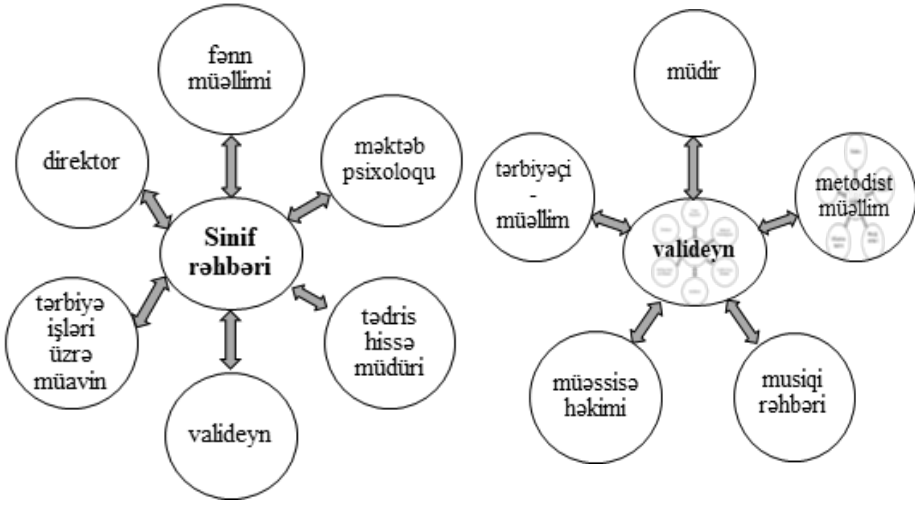 fənn
müəllimi
direktor
məktəb
psixoloqu
Sinif
rəhbəri
tərbiyə
işləri
üzrə
müavin
tədris
hissə
müdürü
valideyn
müdir
tərbiyəçi
-
müəllim
metodist
müəllim
valideyn
müəssisə
həkimi
musiqi
rəhbəri